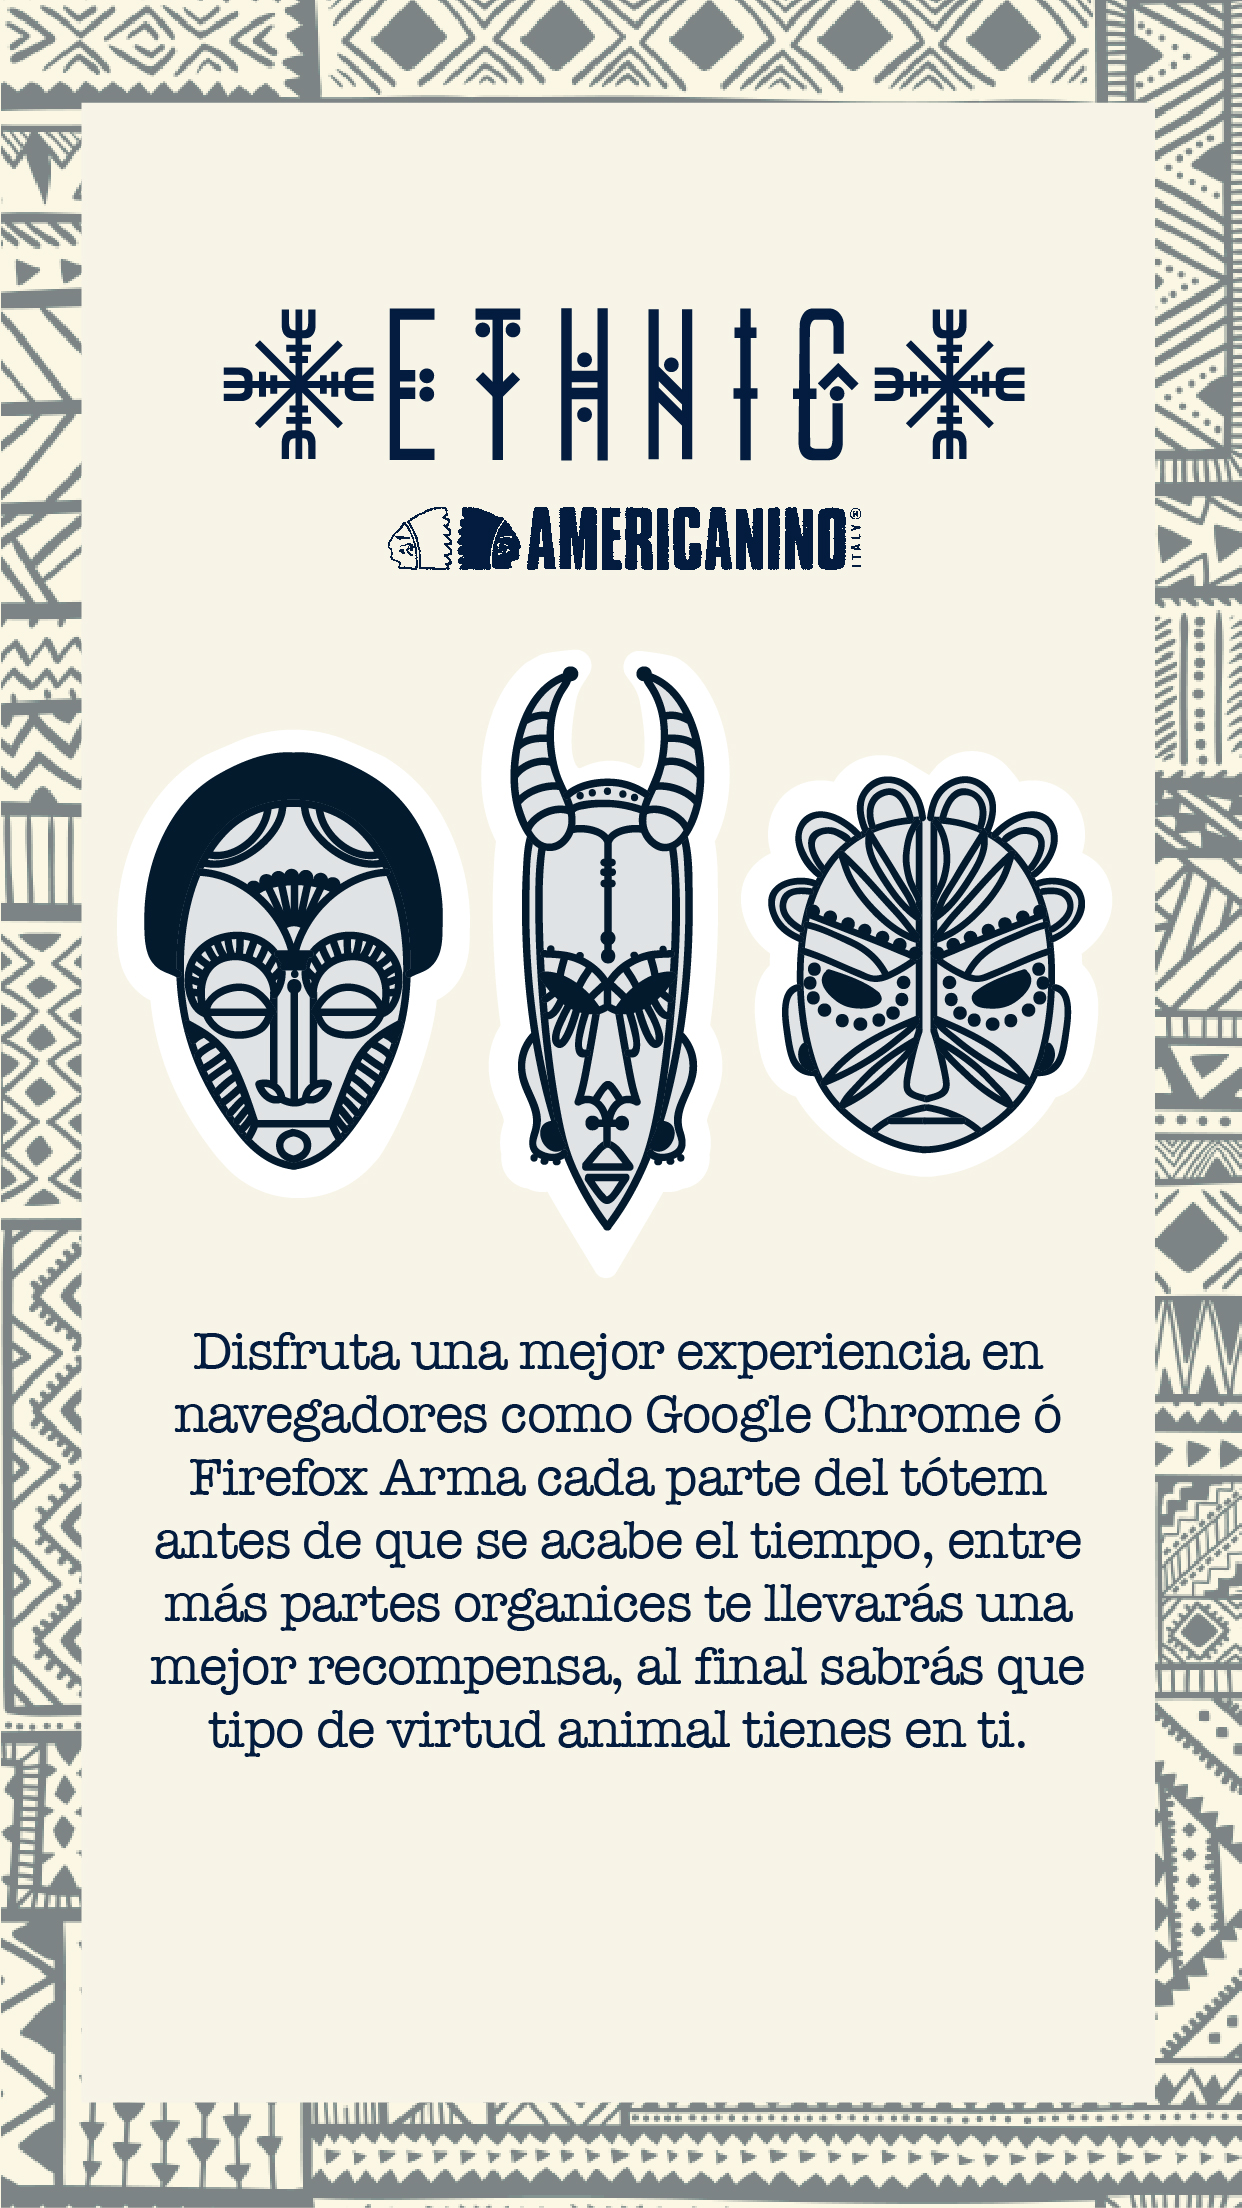 ETHNIC
AMERICANINO ITALY®
Disfruta una mejor experiencia en
navegadores como Google Chrome ó
Firefox Arma cada parte del tótem
antes de que se acabe el tiempo, entre
más partes organices te llevarás una
mejor recompensa, al final sabrás que
tipo de virtud animal tienes en ti.